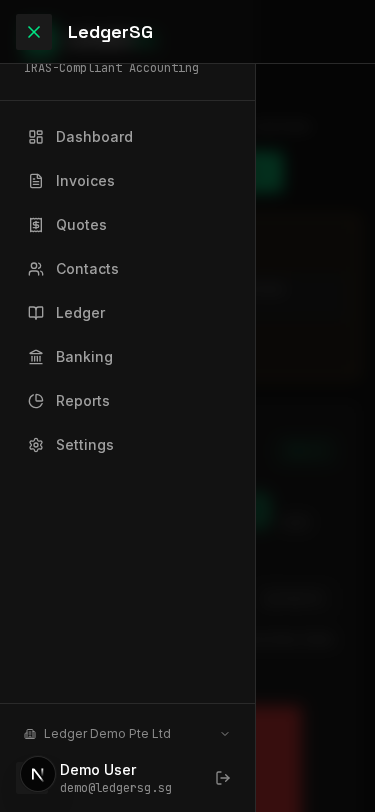 LedgerSG
IRAS-Compliant Accounting
Dashboard
Invoices
Quotes
Contacts
Ledger
Banking
Reports
Settings
Ledger Demo Pte Ltd
N
Demo User
demo@ledgersg.sg